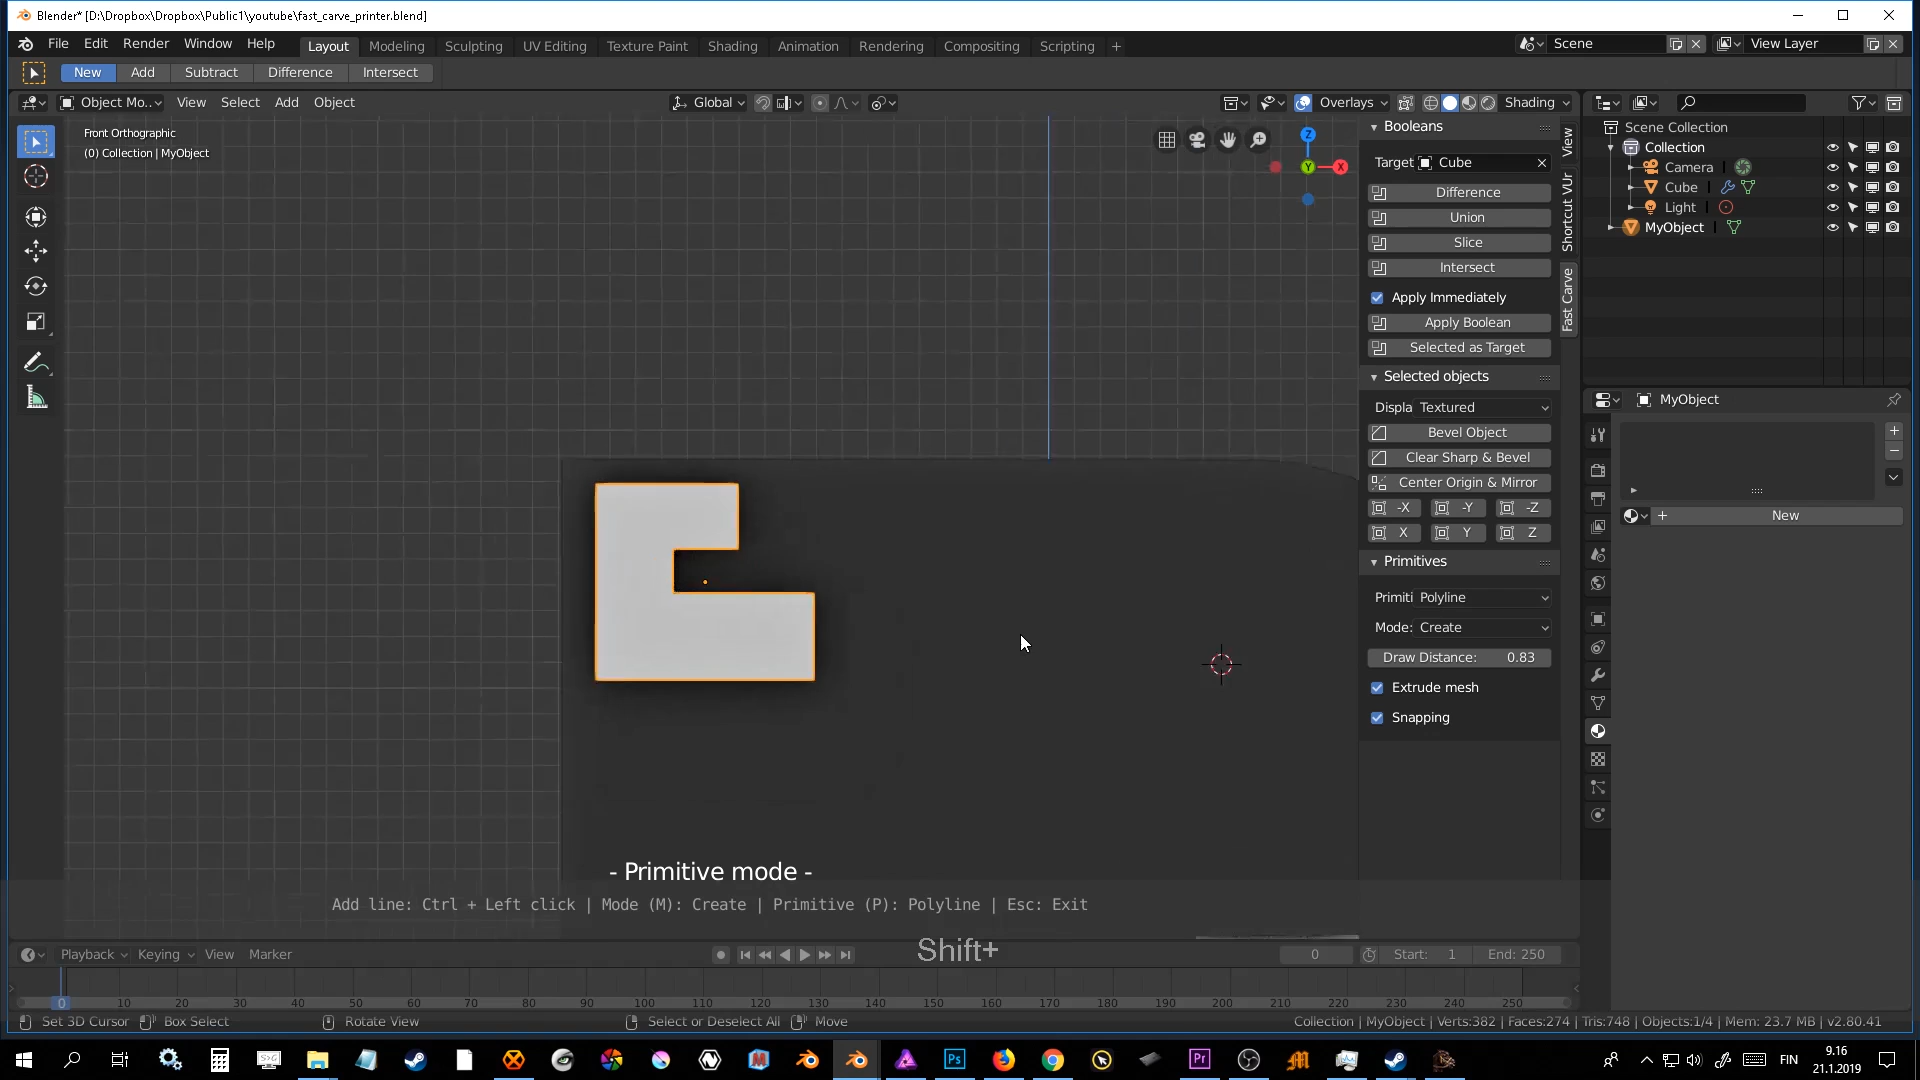 Blender* [D:\Dropbox\Dropbox\Public1\youtube\fast_carve_printer.blend]
File Edit Render Window Help Layout Modeling Sculpting UV Editing Texture Paint Shading Animation Rendering Compositing Scripting + Scene View Layer
New Add Subtract Difference Intersect
Object Mo.. View Select Add Object Global Overlays Shading
Front Orthographic
(0) Collection | MyObject
Z
Y
X
Booleans
Target Cube
Difference
Union
Slice
Intersect
Apply Immediately
Apply Boolean
Selected as Target
Selected objects
Displa Textured
Bevel Object
Clear Sharp & Bevel
Center Origin & Mirror
-X -Y -Z
X Y Z
Primitives
Primiti Polyline
Mode: Create
Draw Distance: 0.83
Extrude mesh
Snapping
View
Shortcut VUr
Fast Carve
Scene Collection
Collection
Camera
Cube
Light
MyObject
MyObject
New
- Primitive mode -
Add line: Ctrl + Left click | Mode (M): Create | Primitive (P): Polyline | Esc: Exit
Shift+
Playback Keying View Marker 0 Start: 1 End: 250
0 10 20 30 40 50 60 70 80 90 100 110 120 130 140 150 160 170 180 190 200 210 220 230 240 250
Set 3D Cursor Box Select Rotate View Select or Deselect All Move Collection | MyObject | Verts:382 | Faces:274 | Tris:748 | Objects:1/4 | Mem: 23.7 MB | v2.80.41
Ps Pr FIN 9.16
21.1.2019